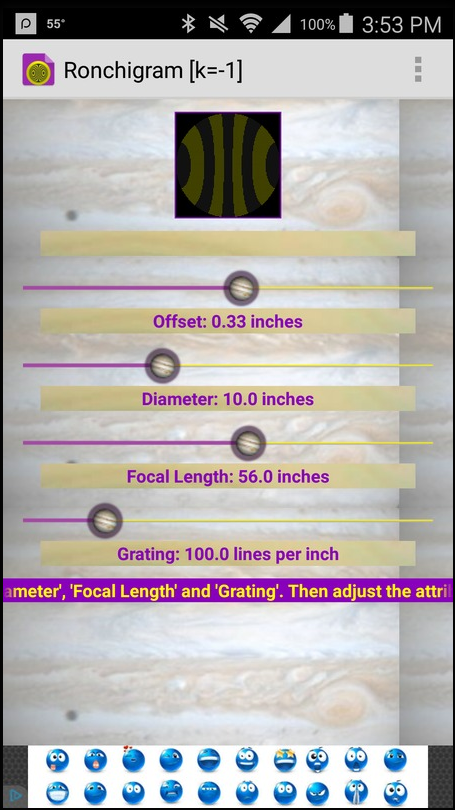 55° 100% 3:53 PM
Ronchigram [k=-1]
Offset: 0.33 inches
Diameter: 10.0 inches
Focal Length: 56.0 inches
Grating: 100.0 lines per inch
ameter', 'Focal Length' and 'Grating'. Then adjust the attri